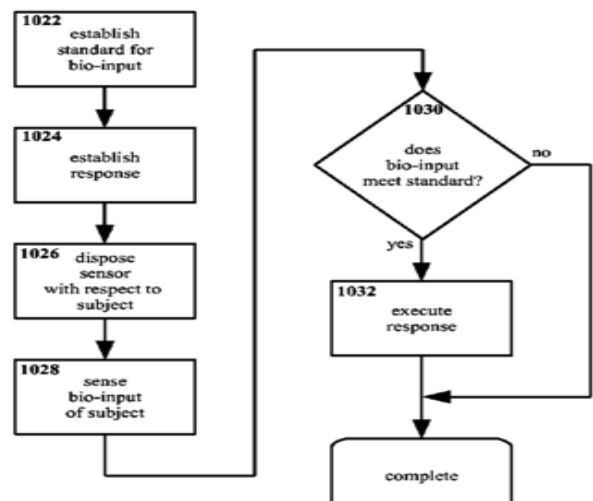 1022
establish
standard for
bio-input
1024
establish
response
1026 dispose
sensor
with respect to
subject
1028
sense
bio-input
of subject
1030
does
bio-input
meet standard?
no
yes
1032
execute
response
complete